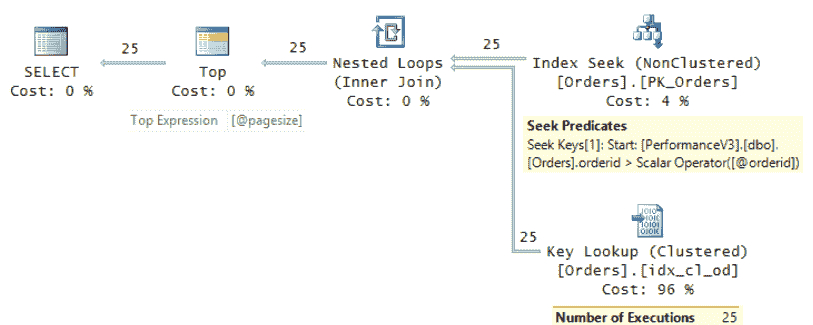 25
25
25
SELECT
Cost: 0 %
Top
Cost: 0 %
Top Expression [@pagesize]
Nested Loops
(Inner Join)
Cost: 0 %
Index Seek (NonClustered)
[Orders].[PK_Orders]
Cost: 4 %
Seek Predicates
Seek Keys[1]: Start: [PerformanceV3].[dbo].
[Orders].orderid > Scalar Operator([@orderid])
25
Key Lookup (Clustered)
[Orders].[idx_cl_od]
Cost: 96 %
Number of Executions 25